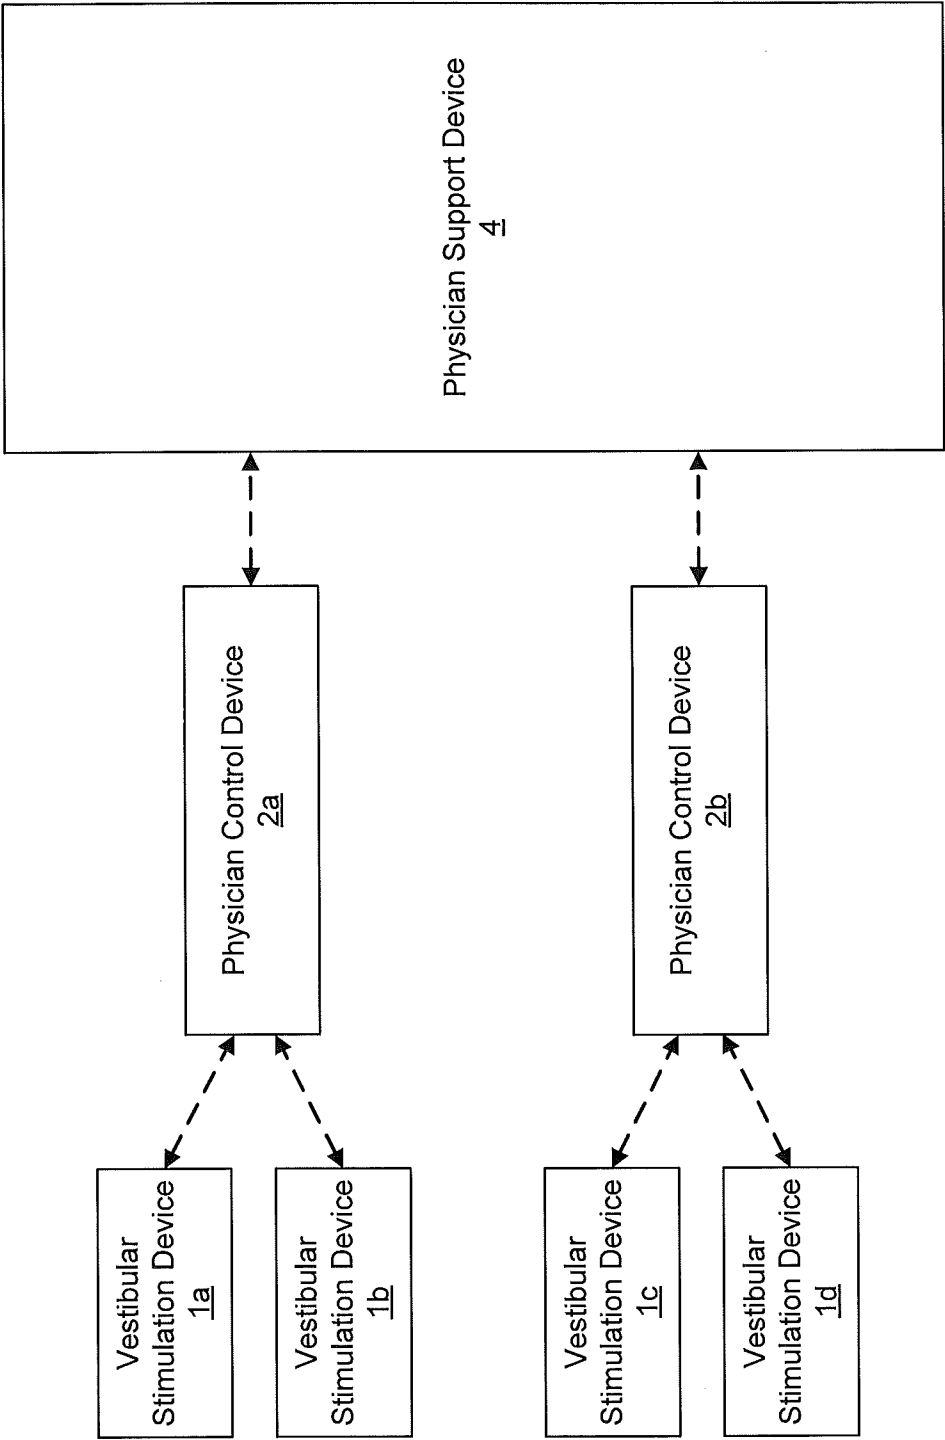 Physician Support Device
4
Physician Control Device
2a
Physician Control Device
2b
Vestibular
Stimulation Device
1a
Vestibular
Stimulation Device
1b
Vestibular
Stimulation Device
1c
Vestibular
Stimulation Device
1d